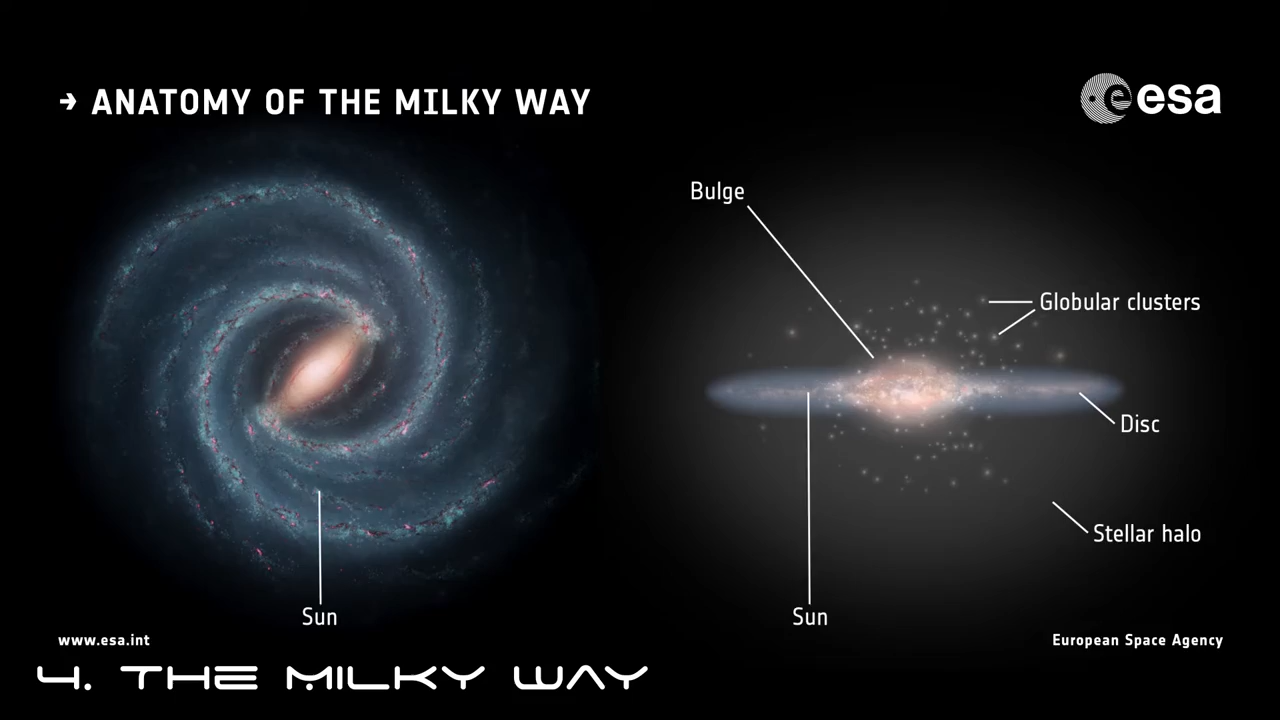 → ANATOMY OF THE MILKY WAY
esa
Bulge
Globular clusters
Disc
Stellar halo
Sun
Sun
www.esa.int
European Space Agency
4. THE MILKY WAY